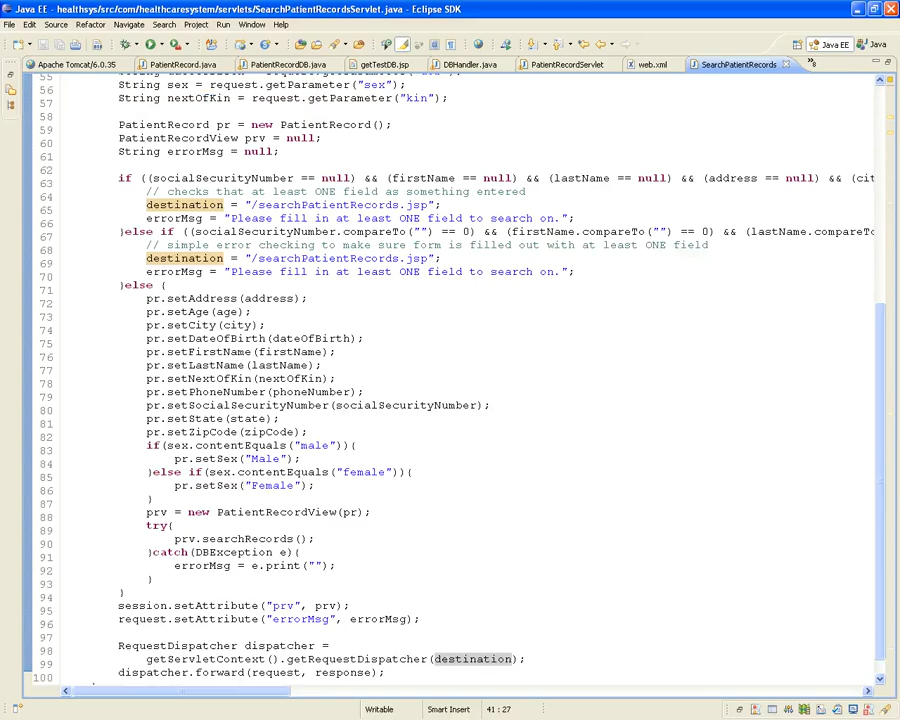 Java EE - healthsys/src/com/healthcaresystem/servlets/SearchPatientRecordsServlet.java - Eclipse SDK
File Edit Source Refactor Navigate Search Project Run Window Help
Java EE Java
Apache Tomcat/6.0.35 PatientRecord.java PatientRecordDB.java getTestDB.jsp DBHandler.java PatientRecordServlet web.xml SearchPatientRecords 8
55
56 String sex = request.getParameter("sex");
57 String nextOfKin = request.getParameter("kin");
58
59 PatientRecord pr = new PatientRecord();
60 PatientRecordView prv = null;
61 String errorMsg = null;
62
63 if ((socialSecurityNumber == null) && (firstName == null) && (lastName == null) && (address == null) && (cit
64 // checks that at least ONE field as something entered
65 destination = "/searchPatientRecords.jsp";
66 errorMsg = "Please fill in at least ONE field to search on.";
67 }else if ((socialSecurityNumber.compareTo("") == 0) && (firstName.compareTo("") == 0) && (lastName.compareTo
68 // simple error checking to make sure form is filled out with at least ONE field
69 destination = "/searchPatientRecords.jsp";
70 errorMsg = "Please fill in at least ONE field to search on.";
71 }else {
72 pr.setAddress(address);
73 pr.setAge(age);
74 pr.setCity(city);
75 pr.setDateOfBirth(dateOfBirth);
76 pr.setFirstName(firstName);
77 pr.setLastName(lastName);
78 pr.setNextOfKin(nextOfKin);
79 pr.setPhoneNumber(phoneNumber);
80 pr.setSocialSecurityNumber(socialSecurityNumber);
81 pr.setState(state);
82 pr.setZipCode(zipCode);
83 if(sex.contentEquals("male")){
84 pr.setSex("Male");
85 }else if(sex.contentEquals("female")){
86 pr.setSex("Female");
87 }
88 prv = new PatientRecordView(pr);
89 try{
90 prv.searchRecords();
91 }catch(DBException e){
92 errorMsg = e.print("");
93 }
94 }
95 session.setAttribute("prv", prv);
96 request.setAttribute("errorMsg", errorMsg);
97
98 RequestDispatcher dispatcher =
99 getServletContext().getRequestDispatcher(destination);
100 dispatcher.forward(request, response);
Writable Smart Insert 41 : 27